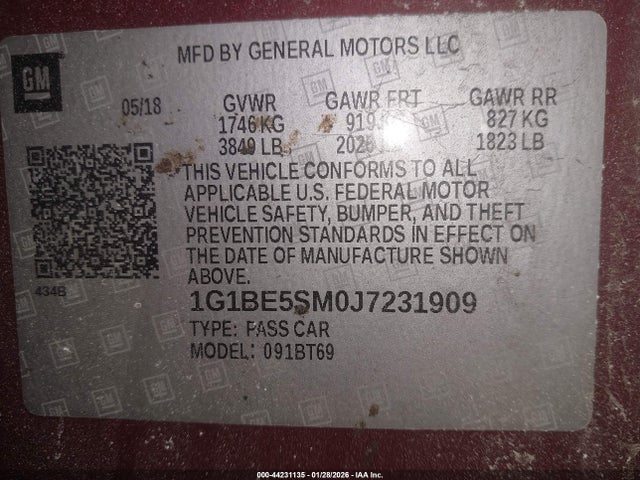 MFD BY GENERAL MOTORS LLC
GM
05/18 GVWR GAWR FRT GAWR RR
1746 KG 919 827 KG
3849 LB 2026 1823 LB
THIS VEHICLE CONFORMS TO ALL
APPLICABLE U.S. FEDERAL MOTOR
VEHICLE SAFETY, BUMPER, AND THEFT
PREVENTION STANDARDS IN EFFECT ON
THE DATE OF MANUFACTURE SHOWN
ABOVE.
434B
1G1BE5SM0J7231909
TYPE: PASS CAR
MODEL: 091BT69
000-44231135 - 01/28/2026 - IAA Inc.